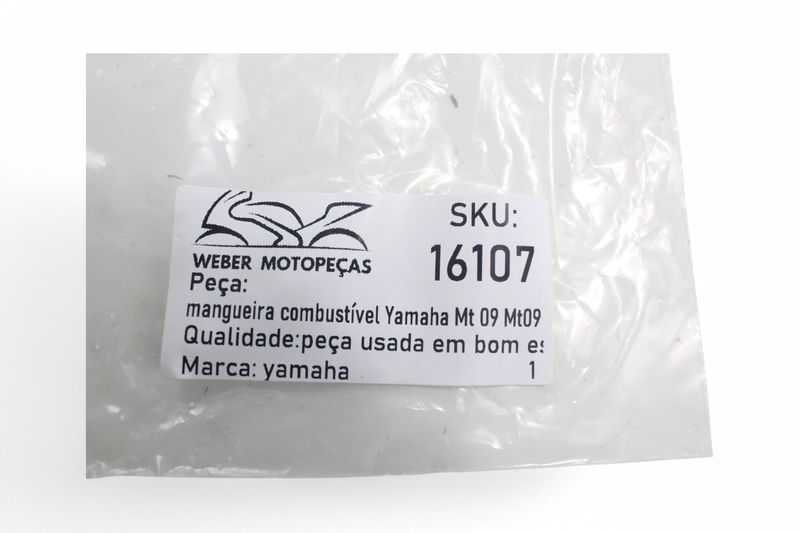 SKU:
16107
WEBER MOTOPEÇAS
Peça:
mangueira combustível Yamaha Mt 09 Mt09
Qualidade:peça usada em bom
Marca: yamaha 1